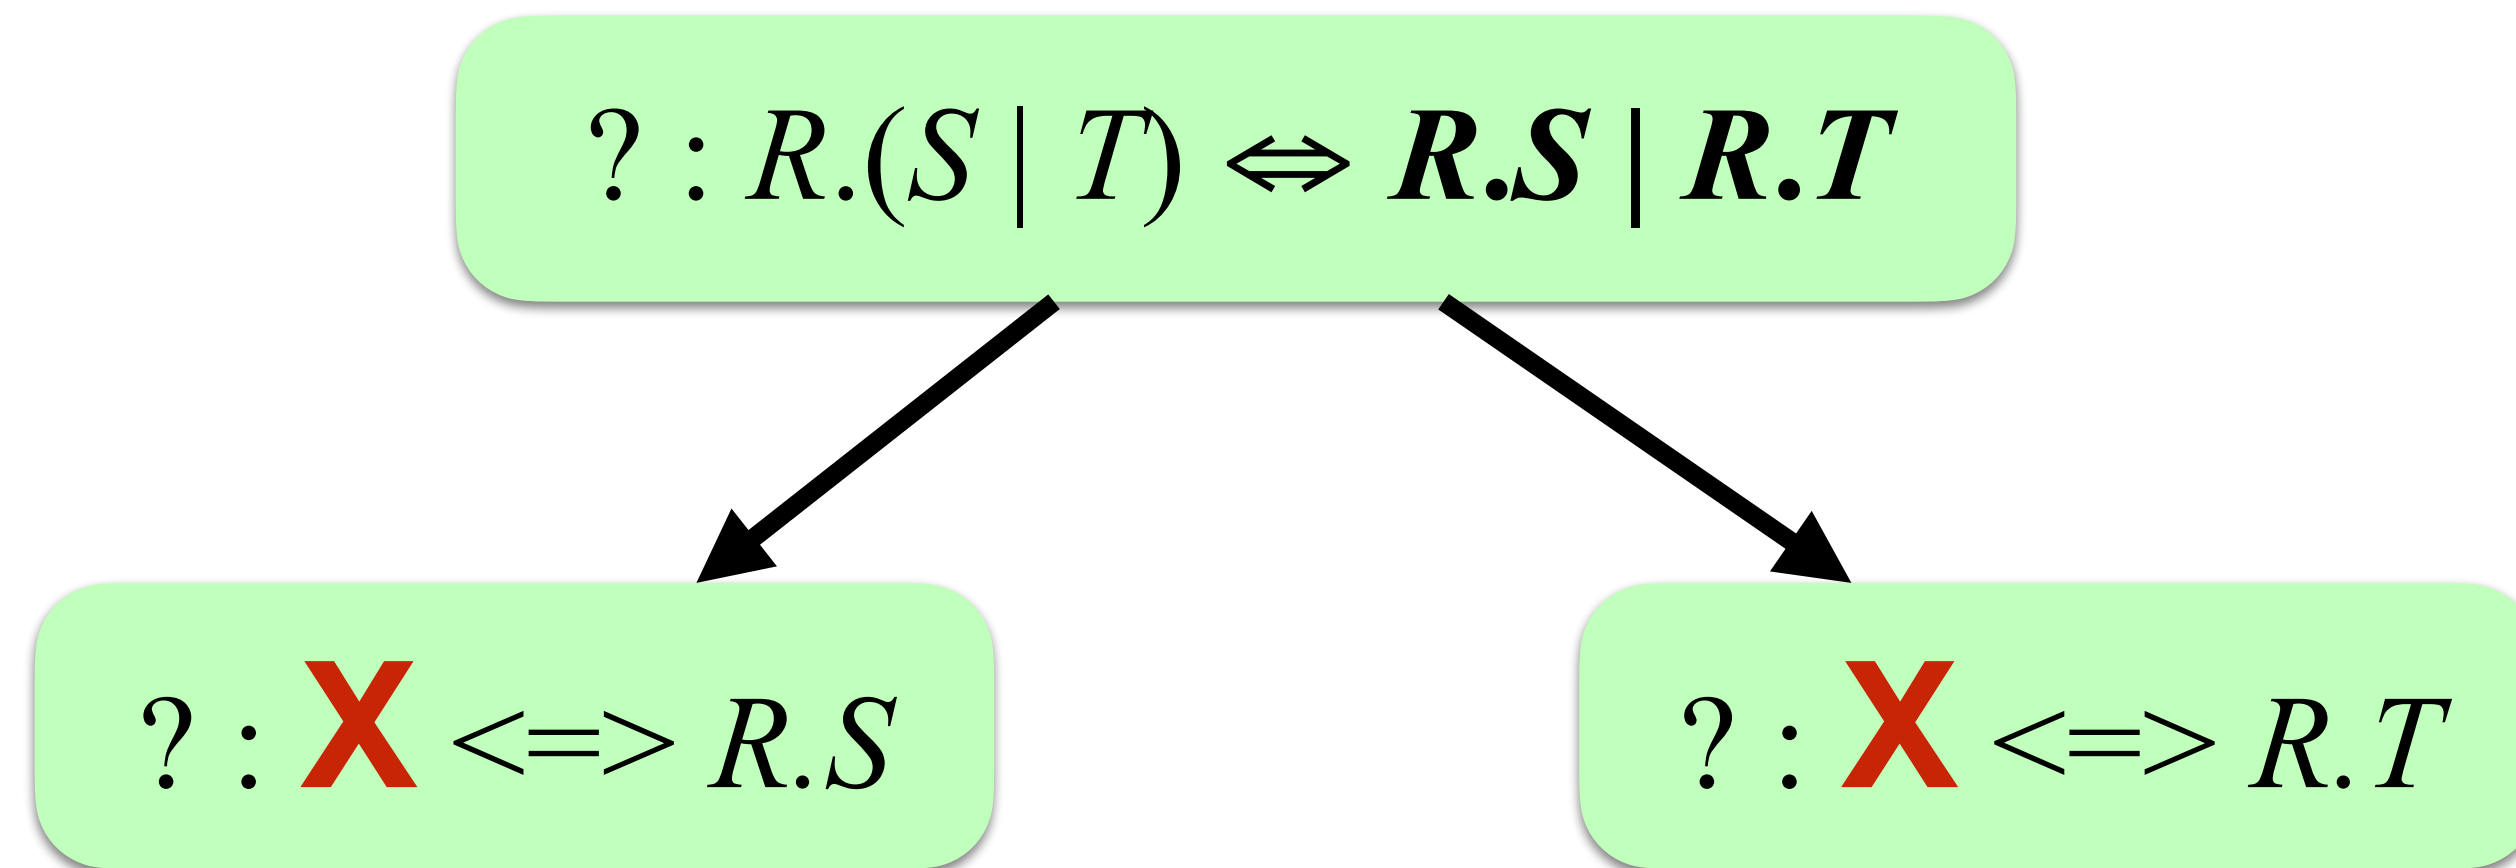 ? : R.(S | T) ⇔ R.S | R.T
? : X <=> R.S
? : X <=> R.T